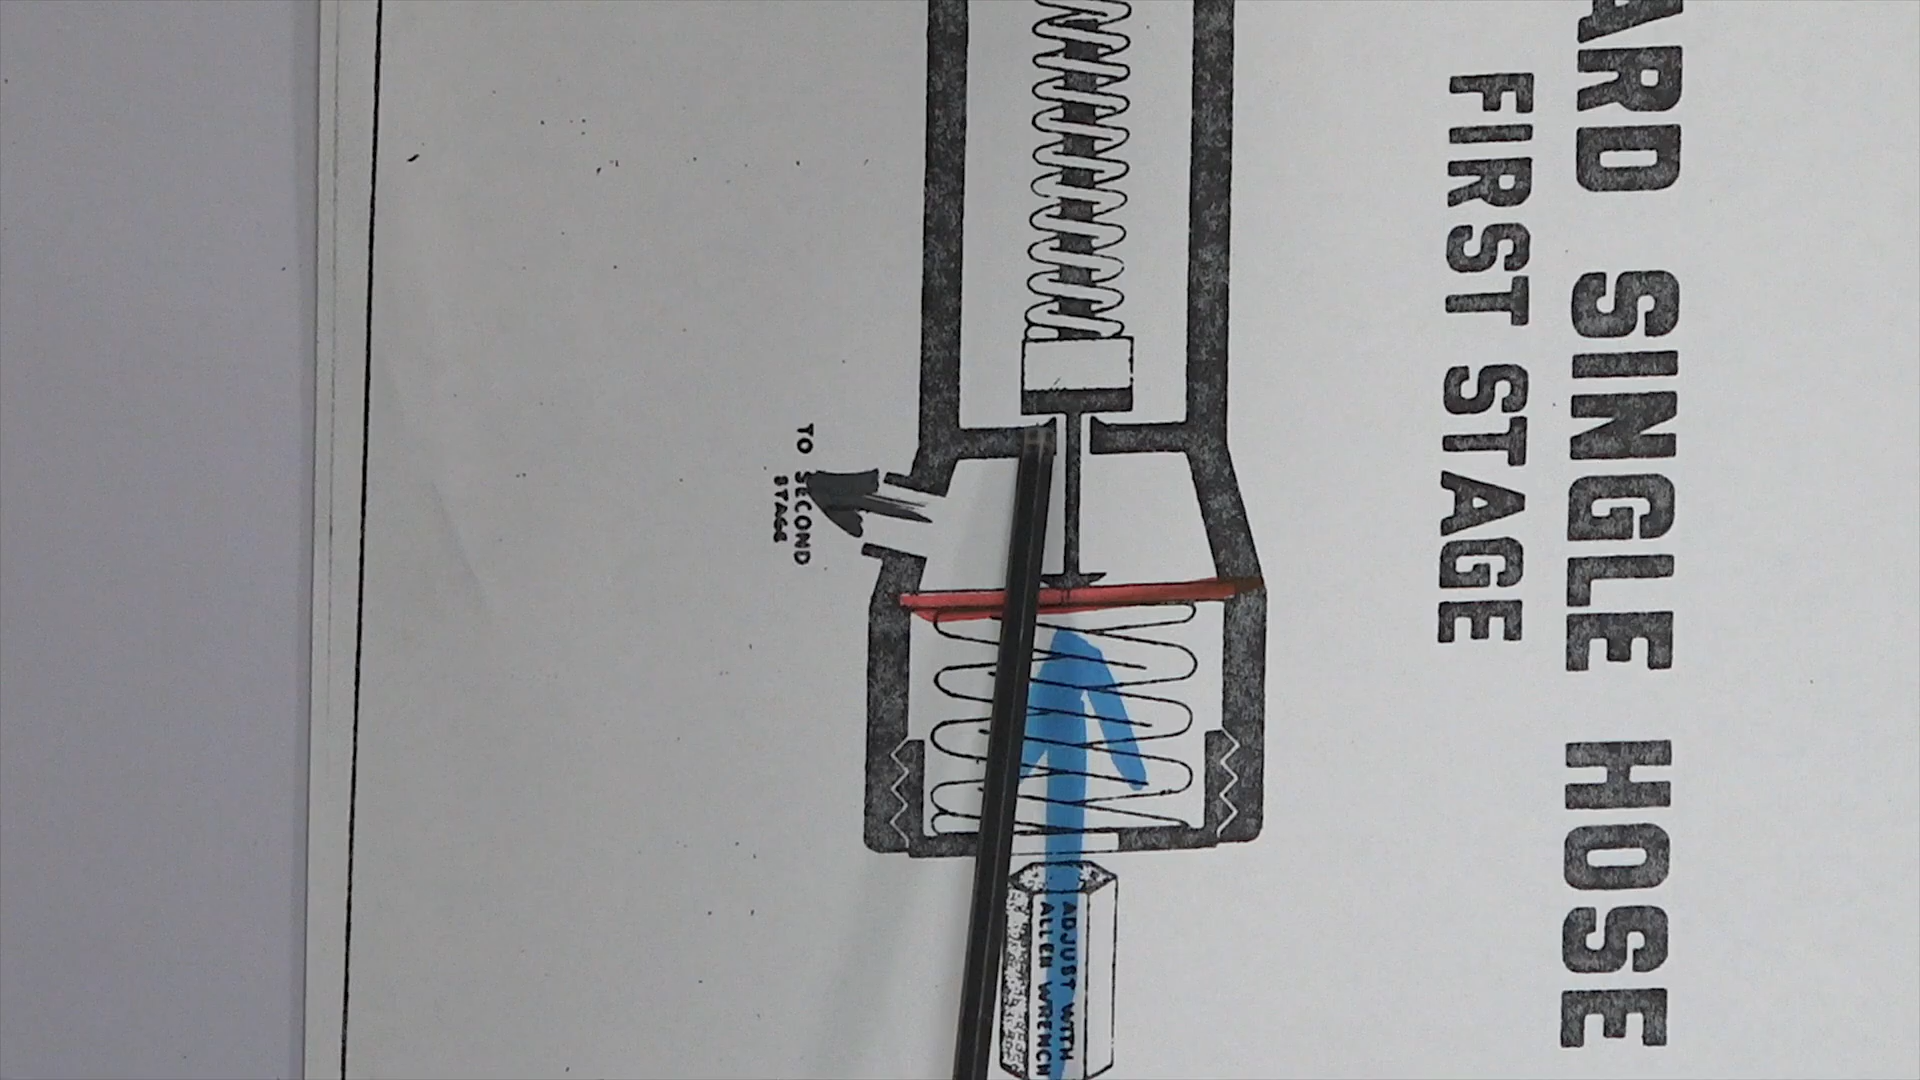 ARD SINGLE HOSE
FIRST STAGE
TO SECOND
STAGE
ADJUST WITH
ALLEN WRENCH